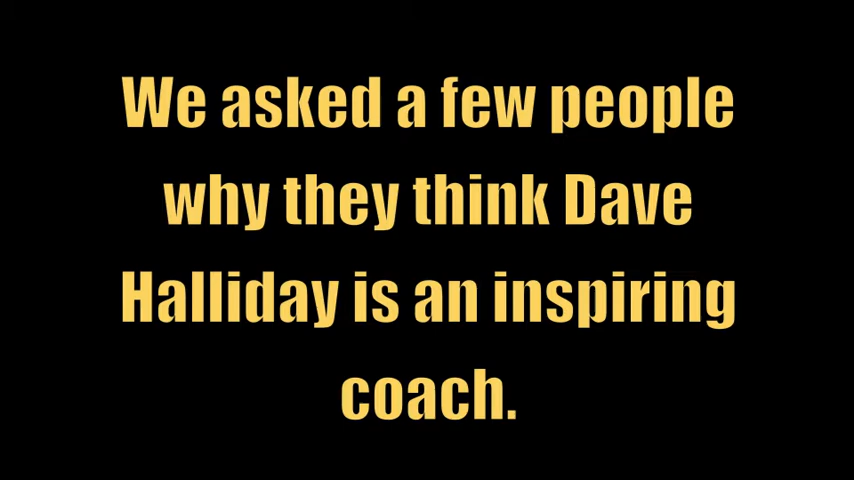 We asked a few people
why they think Dave
Halliday is an inspiring
coach.